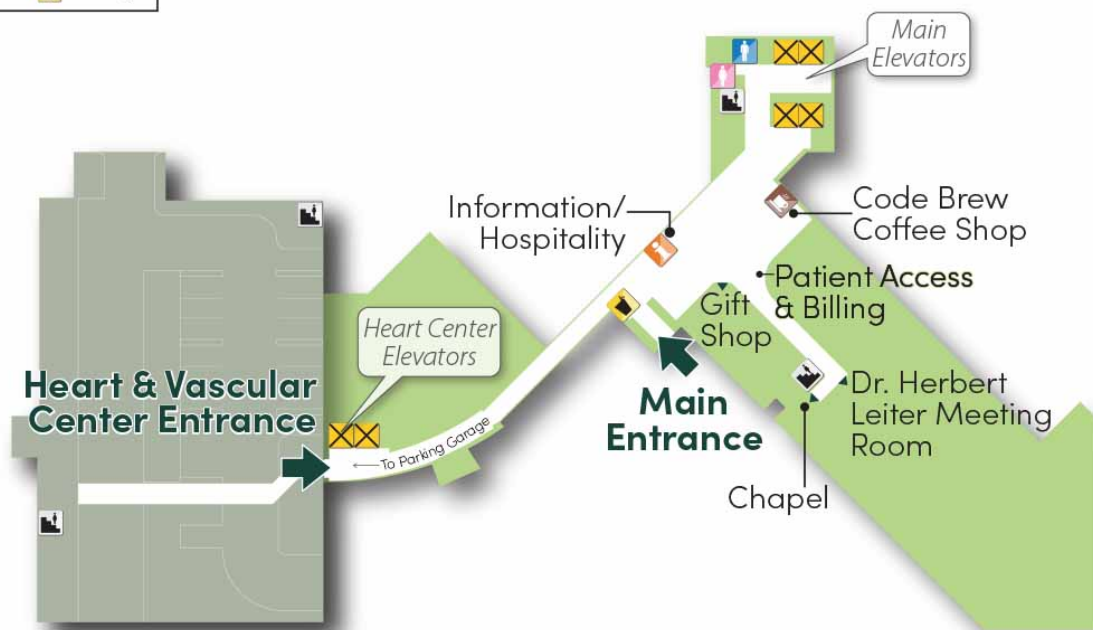 Main
Elevators
Information/
Hospitality
Code Brew
Coffee Shop
Patient Access
& Billing
Gift
Shop
Heart Center
Elevators
Heart & Vascular
Center Entrance
Main
Entrance
Dr. Herbert
Leiter Meeting
Room
←To Parking Garage
Chapel